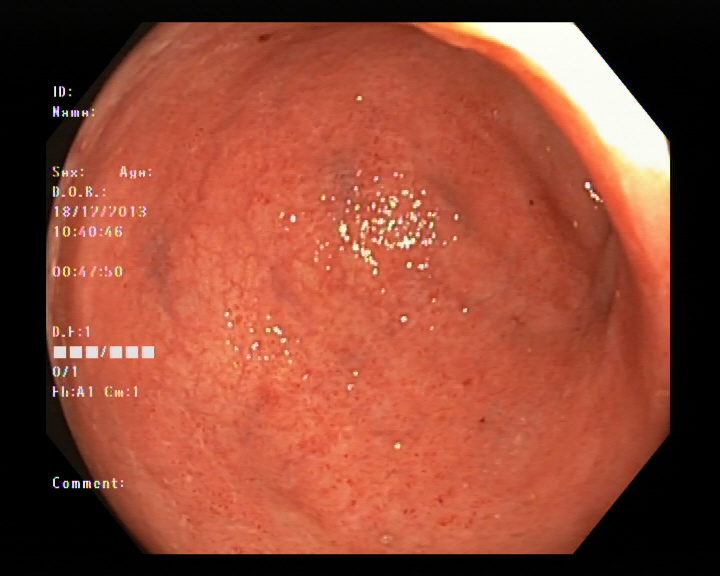 ID:
Name:
Sex: Age:
D.O.B.:
18/12/2013
10:40:46
00:47:50
D.F:1
■■■/■■■
0/1
Ph:A1 Cm:1
Comment: